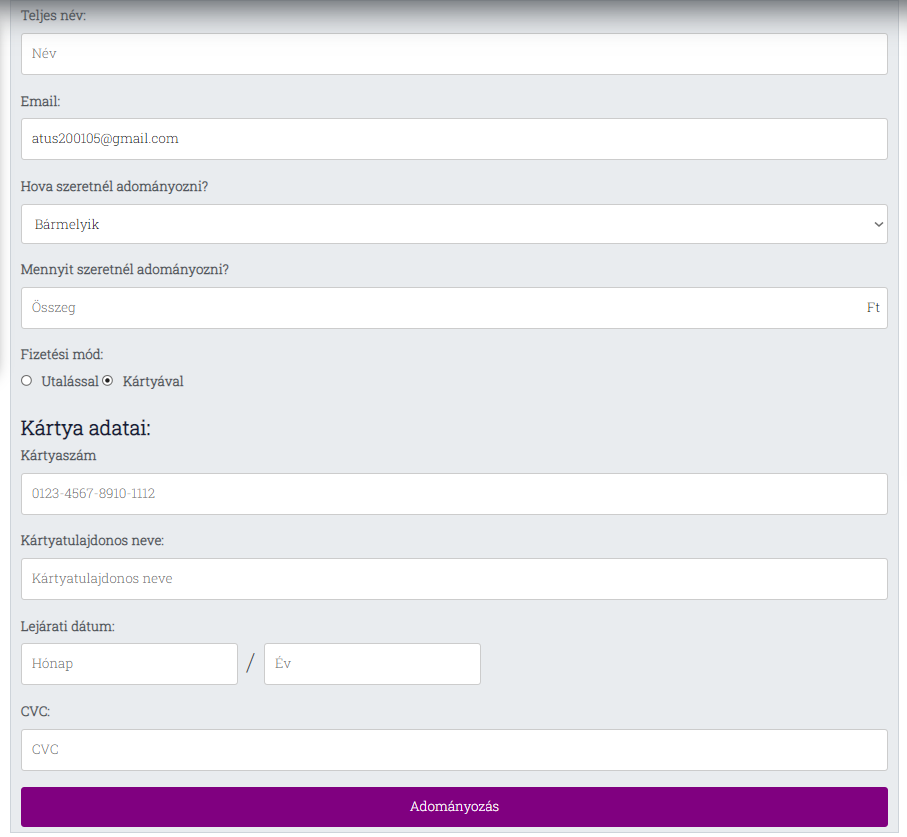 Teljes név:
Név
Email:
atus200105@gmail.com
Hova szeretnél adományozni?
Bármelyik
Mennyit szeretnél adományozni?
Összeg Ft
Fizetési mód:
Utalással Kártyával
Kártya adatai:
Kártyaszám
0123-4567-8910-1112
Kártyatulajdonos neve:
Kártyatulajdonos neve
Lejárati dátum:
Hónap / Év
CVC:
CVC
Adományozás